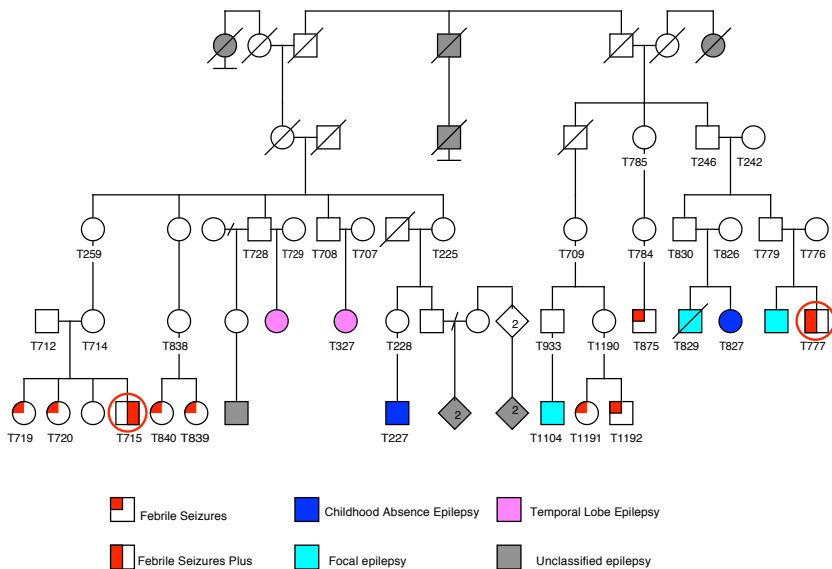 T785 T246 T242
T259 T728 T729 T708 T707 T225 T709 T784 T830 T826 T779 T776
2
T712 T714 T838 T327 T228 T933 T1190 T875 T829 T827 T777
2 2
T719 T720 T715 T840 T839 T227 T1104 T1191 T1192
Febrile Seizures Childhood Absence Epilepsy Temporal Lobe Epilepsy
Febrile Seizures Plus Focal epilepsy Unclassified epilepsy